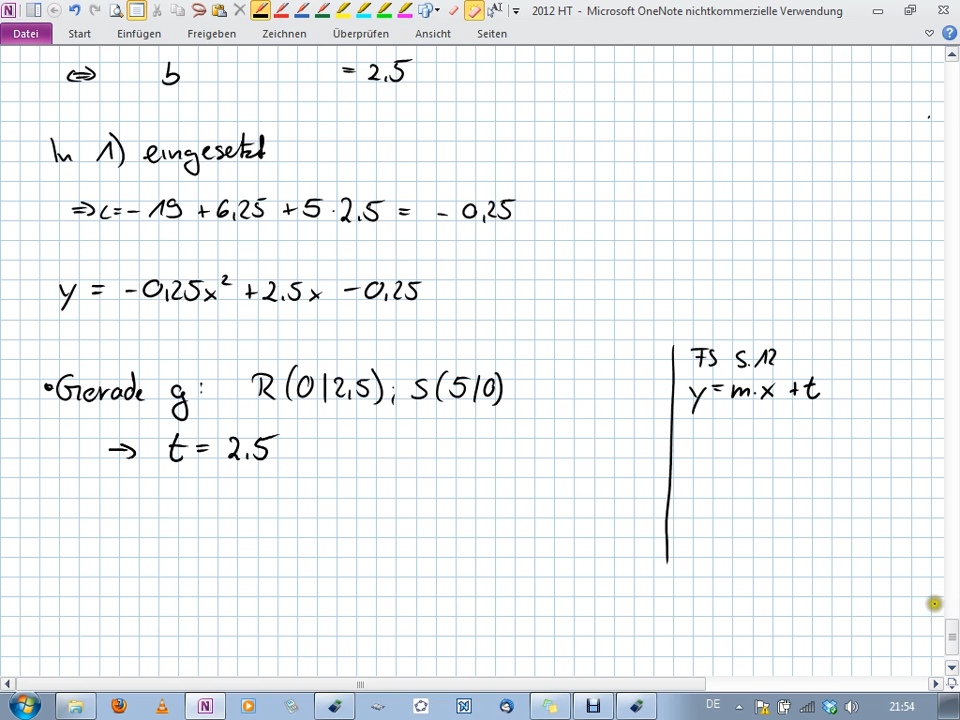 2012 HT - Microsoft OneNote nichtkommerzielle Verwendung
Datei Start Einfügen Freigeben Zeichnen Überprüfen Ansicht Seiten
⇔ b = 2,5
In 1) eingesetzt
⇒ c = - 19 + 6,25 + 5 · 2,5 = - 0,25
y = -0,25x² + 2,5x - 0,25
• Gerade g: R(0|2,5); S(5|0)
→ t = 2,5
FS S.12
y = m·x + t
DE 21:54